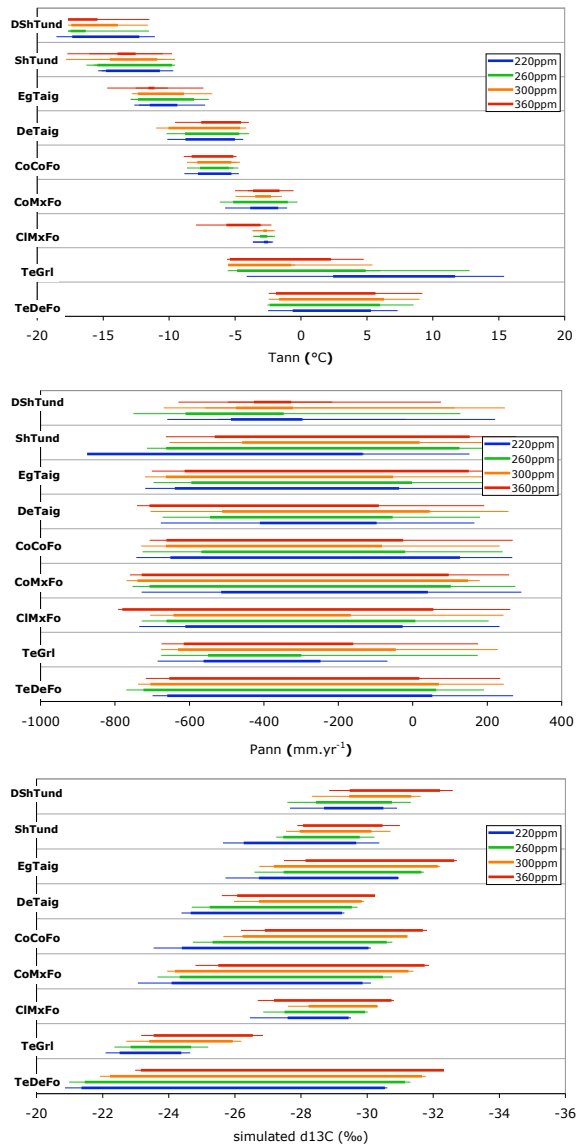 DShTund
ShTund
EgTaig
DeTaig
CoCoFo
CoMxFo
ClMxFo
TeGrl
TeDeFo
220ppm
260ppm
300ppm
360ppm
-20 -15 -10 -5 0 5 10 15 20
Tann (°C)
DShTund
ShTund
EgTaig
DeTaig
CoCoFo
CoMxFo
ClMxFo
TeGrl
TeDeFo
220ppm
260ppm
300ppm
360ppm
-1000 -800 -600 -400 -200 0 200 400
Pann (mm.yr⁻¹)
DShTund
ShTund
EgTaig
DeTaig
CoCoFo
CoMxFo
ClMxFo
TeGrl
TeDeFo
220ppm
260ppm
300ppm
360ppm
-20 -22 -24 -26 -28 -30 -32 -34 -36
simulated d13C (‰)